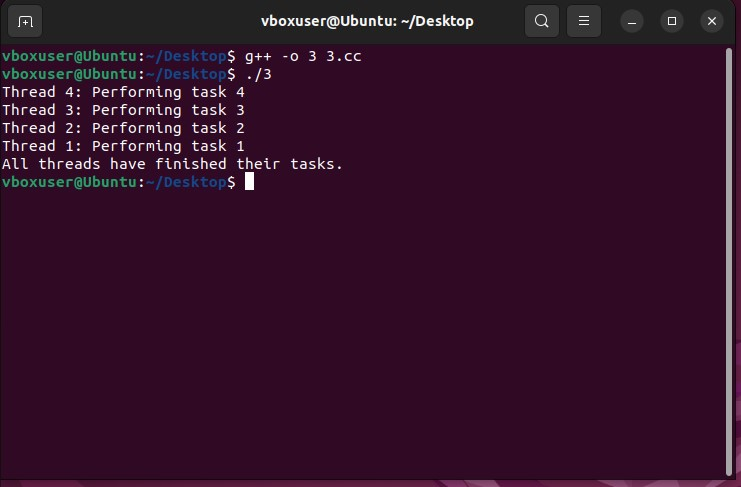 vboxuser@Ubuntu: ~/Desktop
vboxuser@Ubuntu:~/Desktop$ g++ -o 3 3.cc
vboxuser@Ubuntu:~/Desktop$ ./3
Thread 4: Performing task 4
Thread 3: Performing task 3
Thread 2: Performing task 2
Thread 1: Performing task 1
All threads have finished their tasks.
vboxuser@Ubuntu:~/Desktop$